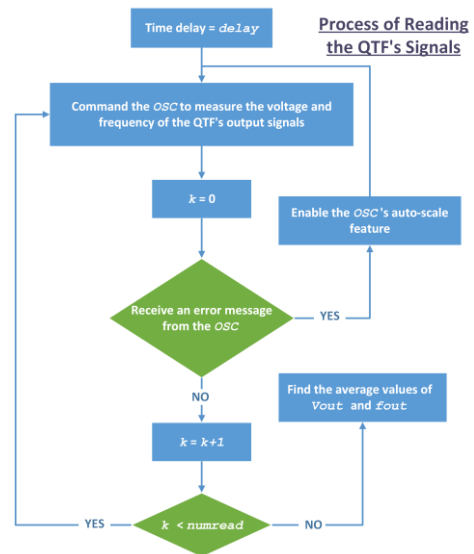 Process of Reading
the QTF's Signals
Time delay = delay
Command the OSC to measure the voltage and
frequency of the QTF's output signals
k = 0
Enable the OSC's auto-scale
feature
Receive an error message
from the OSC
YES
NO
Find the average values of
Vout and fout
k = k+1
k < numread
YES
NO